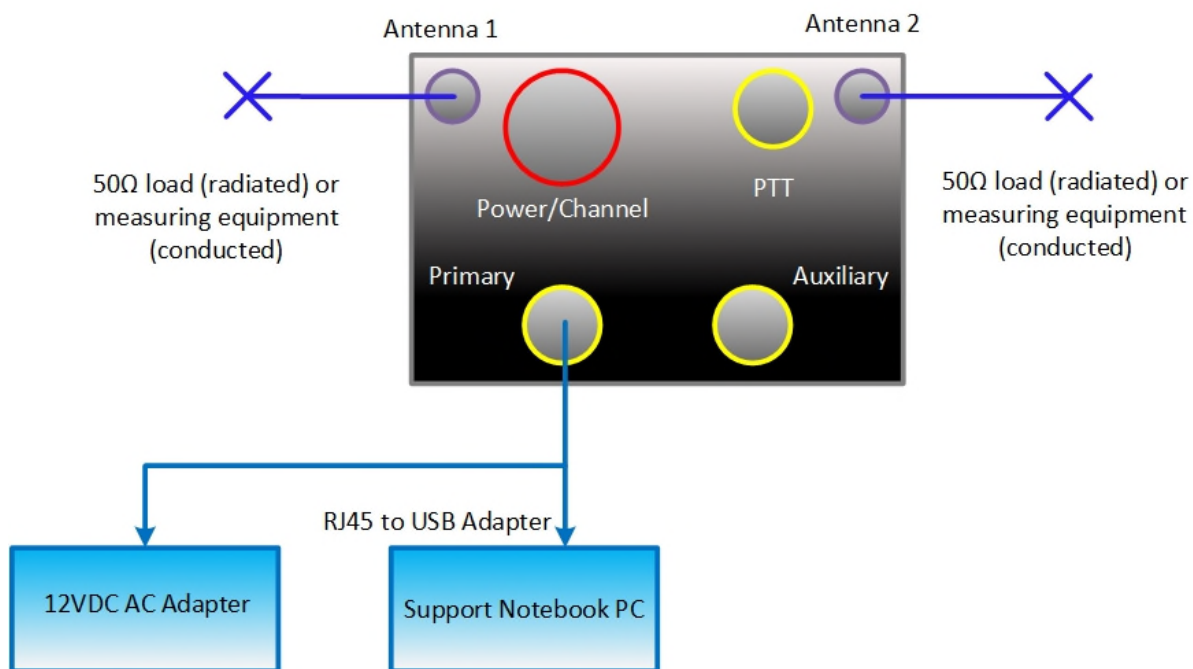 Antenna 1
Antenna 2
50Ω load (radiated) or
measuring equipment
(conducted)
Power/Channel
PTT
50Ω load (radiated) or
measuring equipment
(conducted)
Primary
Auxiliary
RJ45 to USB Adapter
12VDC AC Adapter
Support Notebook PC